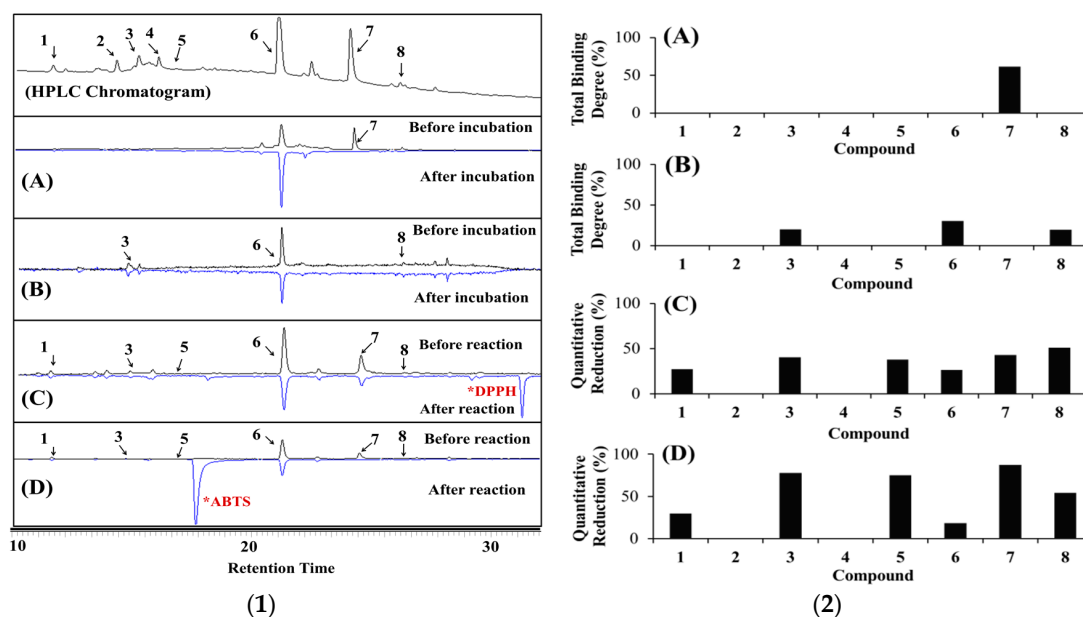 1 2 3 4 5 6 7 8
(HPLC Chromatogram)
Before incubation
7
(A)
After incubation
Before incubation
3 6 8
(B)
After incubation
1 3 5 6 7 8
Before reaction
(C)
*DPPH
After reaction
1 3 5 6 7 8
Before reaction
(D)
*ABTS
After reaction
10 20 30
Retention Time
(1)
(A)
Total Binding
Degree (%)
100
50
0
1 2 3 4 5 6 7 8
Compound
(B)
Total Binding
Degree (%)
100
50
0
1 2 3 4 5 6 7 8
Compound
(C)
Quantitative
Reduction (%)
100
50
0
1 2 3 4 5 6 7 8
Compound
(D)
Quantitative
Reduction (%)
100
50
0
1 2 3 4 5 6 7 8
Compound
(2)